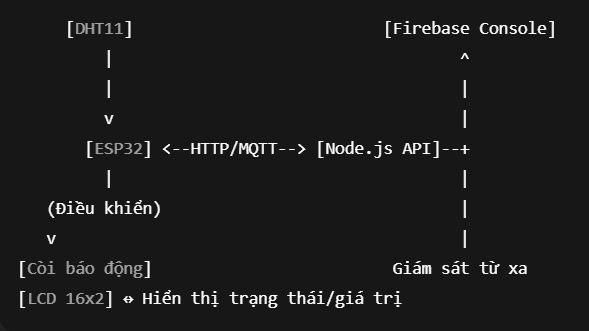 [DHT11] [Firebase Console]
| ^
| |
v |
[ESP32] <--HTTP/MQTT--> [Node.js API]--+
| |
(Điều khiển) |
v |
[Còi báo động] Giám sát từ xa
[LCD 16x2] ↔ Hiển thị trạng thái/giá trị